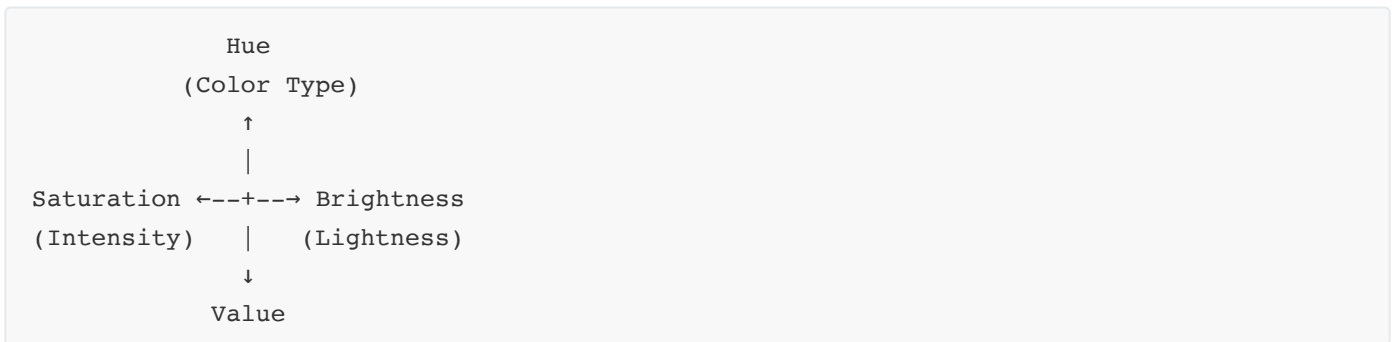 Hue
(Color Type)
↑
|
Saturation ←--+--→ Brightness
(Intensity) | (Lightness)
↓
Value